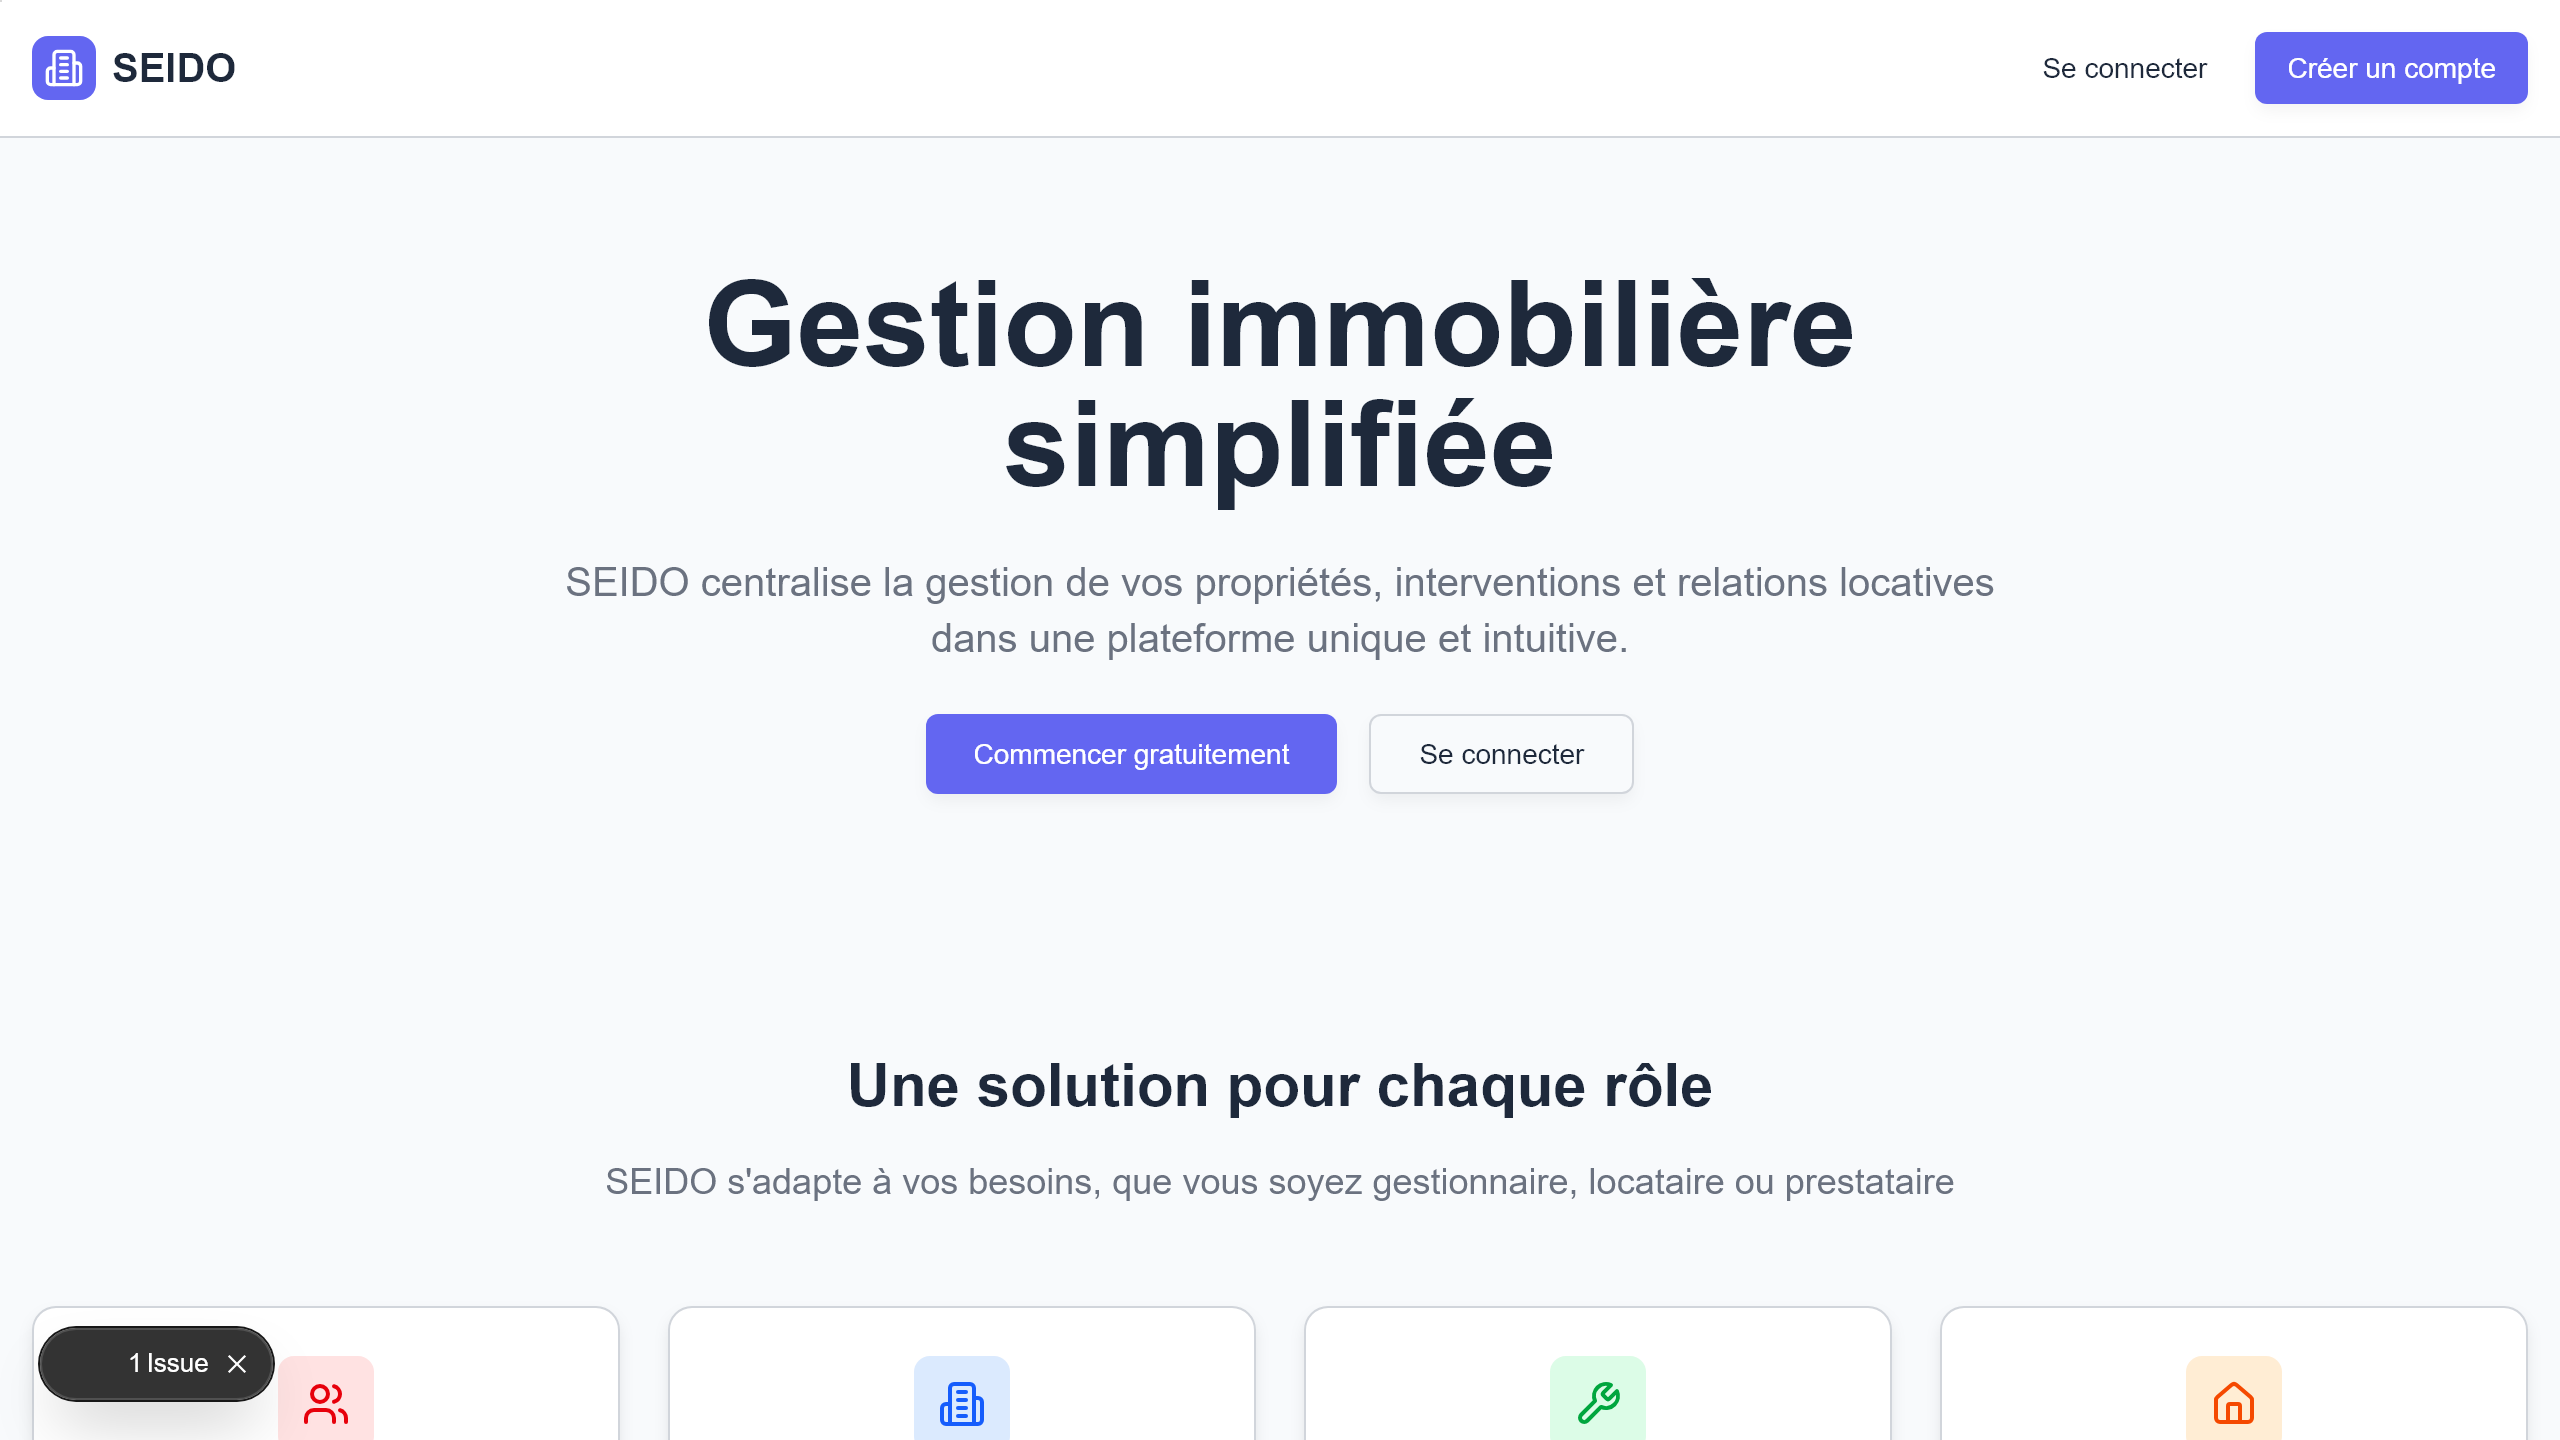 SEIDO
Se connecter
Créer un compte
Gestion immobilière
simplifiée
SEIDO centralise la gestion de vos propriétés, interventions et relations locatives
dans une plateforme unique et intuitive.
Commencer gratuitement
Se connecter
Une solution pour chaque rôle
SEIDO s'adapte à vos besoins, que vous soyez gestionnaire, locataire ou prestataire
1 Issue